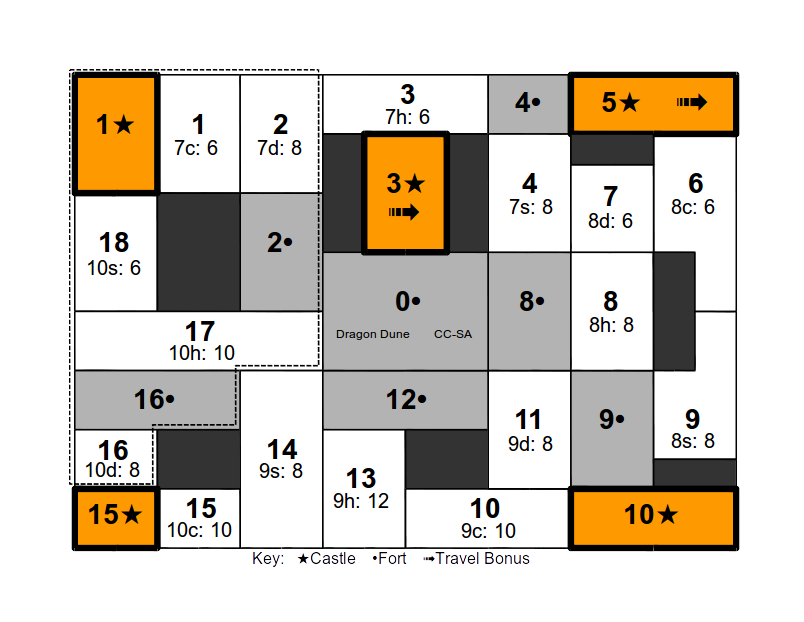 3
7h: 6
4•
5★ ➟
1★
1
7c: 6
2
7d: 8
3★
➟
4
7s: 8
7
8d: 6
6
8c: 6
18
10s: 6
2•
0•
Dragon Dune CC-SA
8•
8
8h: 8
17
10h: 10
16•
12•
11
9d: 8
9•
9
8s: 8
16
10d: 8
14
9s: 8
13
9h: 12
15★
15
10c: 10
10
9c: 10
10★
Key: ★Castle •Fort ➟Travel Bonus